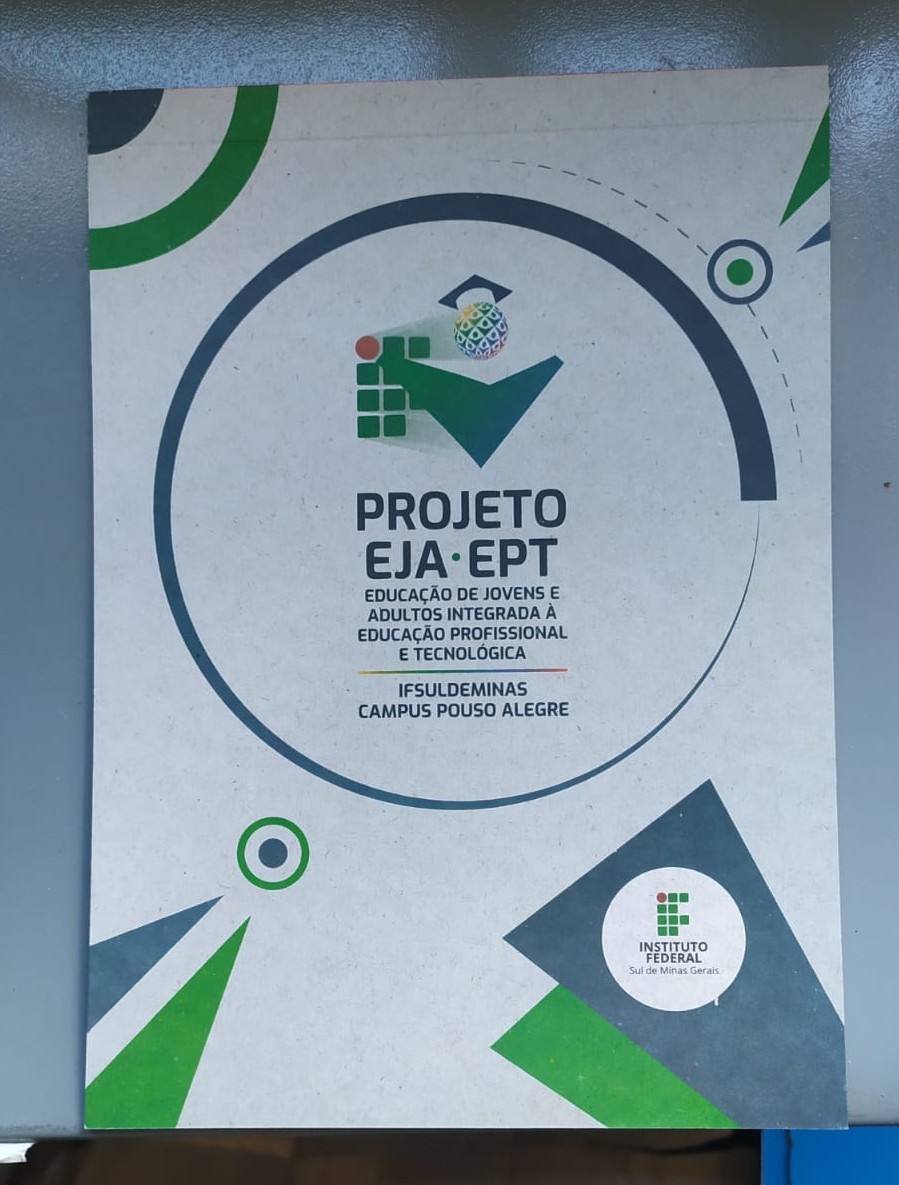 PROJETO
EJA·EPT
EDUCAÇÃO DE JOVENS E
ADULTOS INTEGRADA À
EDUCAÇÃO PROFISSIONAL
E TECNOLÓGICA
IFSULDEMINAS
CAMPUS POUSO ALEGRE
INSTITUTO
FEDERAL
Sul de Minas Gerais